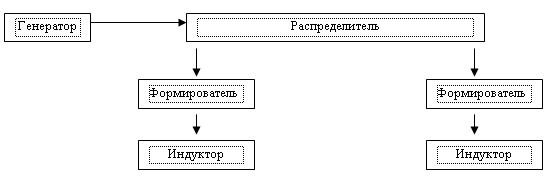 Генератор
Распределитель
Формирователь
Формирователь
Индуктор
Индуктор